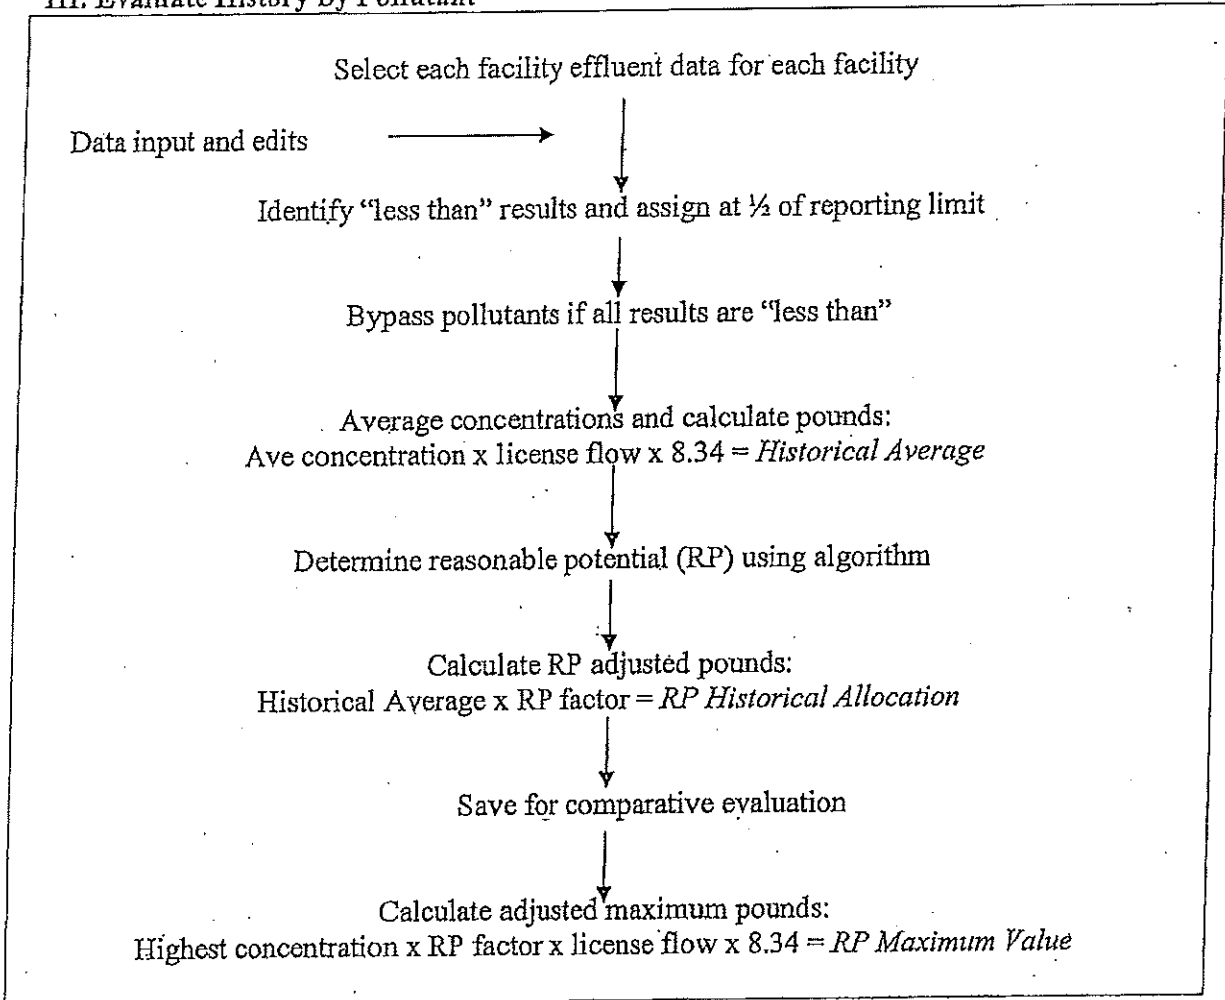 III. Evaluate History By Pollutant
Select each facility effluent data for each facility
Data input and edits
Identify “less than” results and assign at ½ of reporting limit
Bypass pollutants if all results are “less than”
Average concentrations and calculate pounds:
Ave concentration x license flow x 8.34 = Historical Average
Determine reasonable potential (RP) using algorithm
Calculate RP adjusted pounds:
Historical Average x RP factor = RP Historical Allocation
Save for comparative evaluation
Calculate adjusted maximum pounds:
Highest concentration x RP factor x license flow x 8.34 = RP Maximum Value